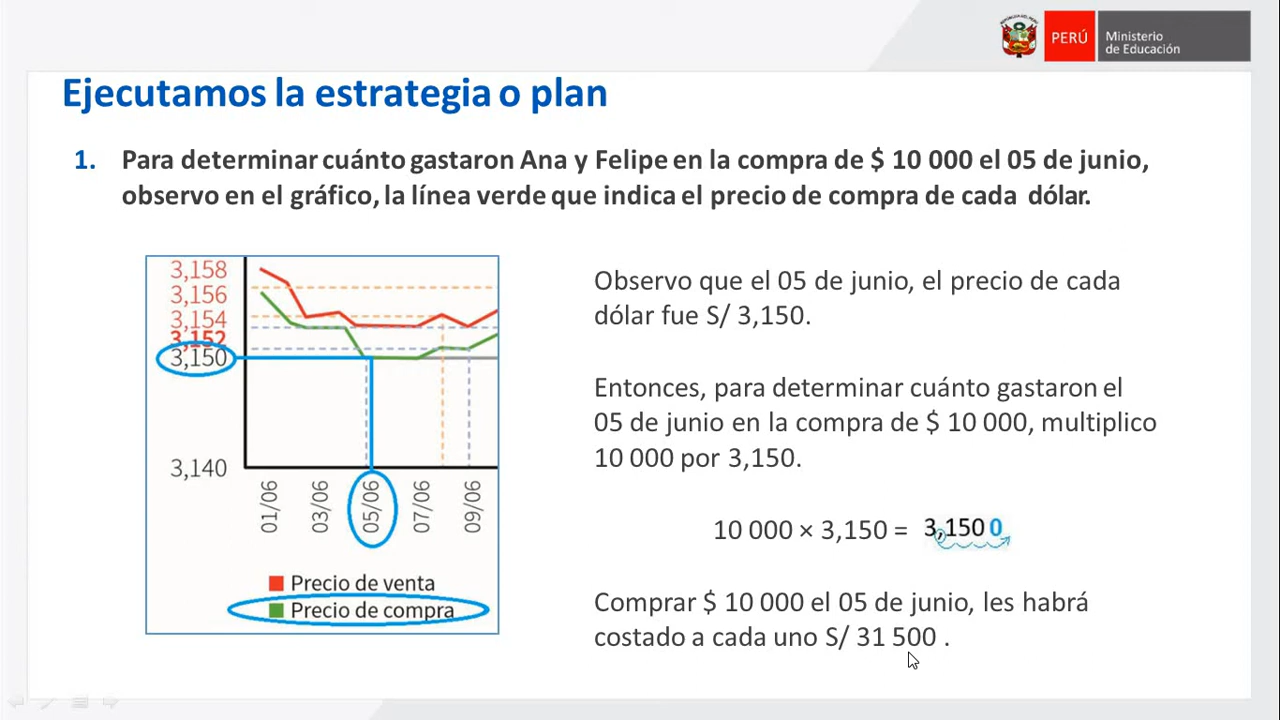 PERÚ
Ministerio
de Educación
Ejecutamos la estrategia o plan
1. Para determinar cuánto gastaron Ana y Felipe en la compra de $ 10 000 el 05 de junio,
observo en el gráfico, la línea verde que indica el precio de compra de cada dólar.
3,158
3,156
3,154
3,152
3,150
3,140
01/06
03/06
05/06
07/06
09/06
Precio de venta
Precio de compra
Observo que el 05 de junio, el precio de cada
dólar fue S/ 3,150.
Entonces, para determinar cuánto gastaron el
05 de junio en la compra de $ 10 000, multiplico
10 000 por 3,150.
10 000 × 3,150 = 3,150 0
Comprar $ 10 000 el 05 de junio, les habrá
costado a cada uno S/ 31 500 .